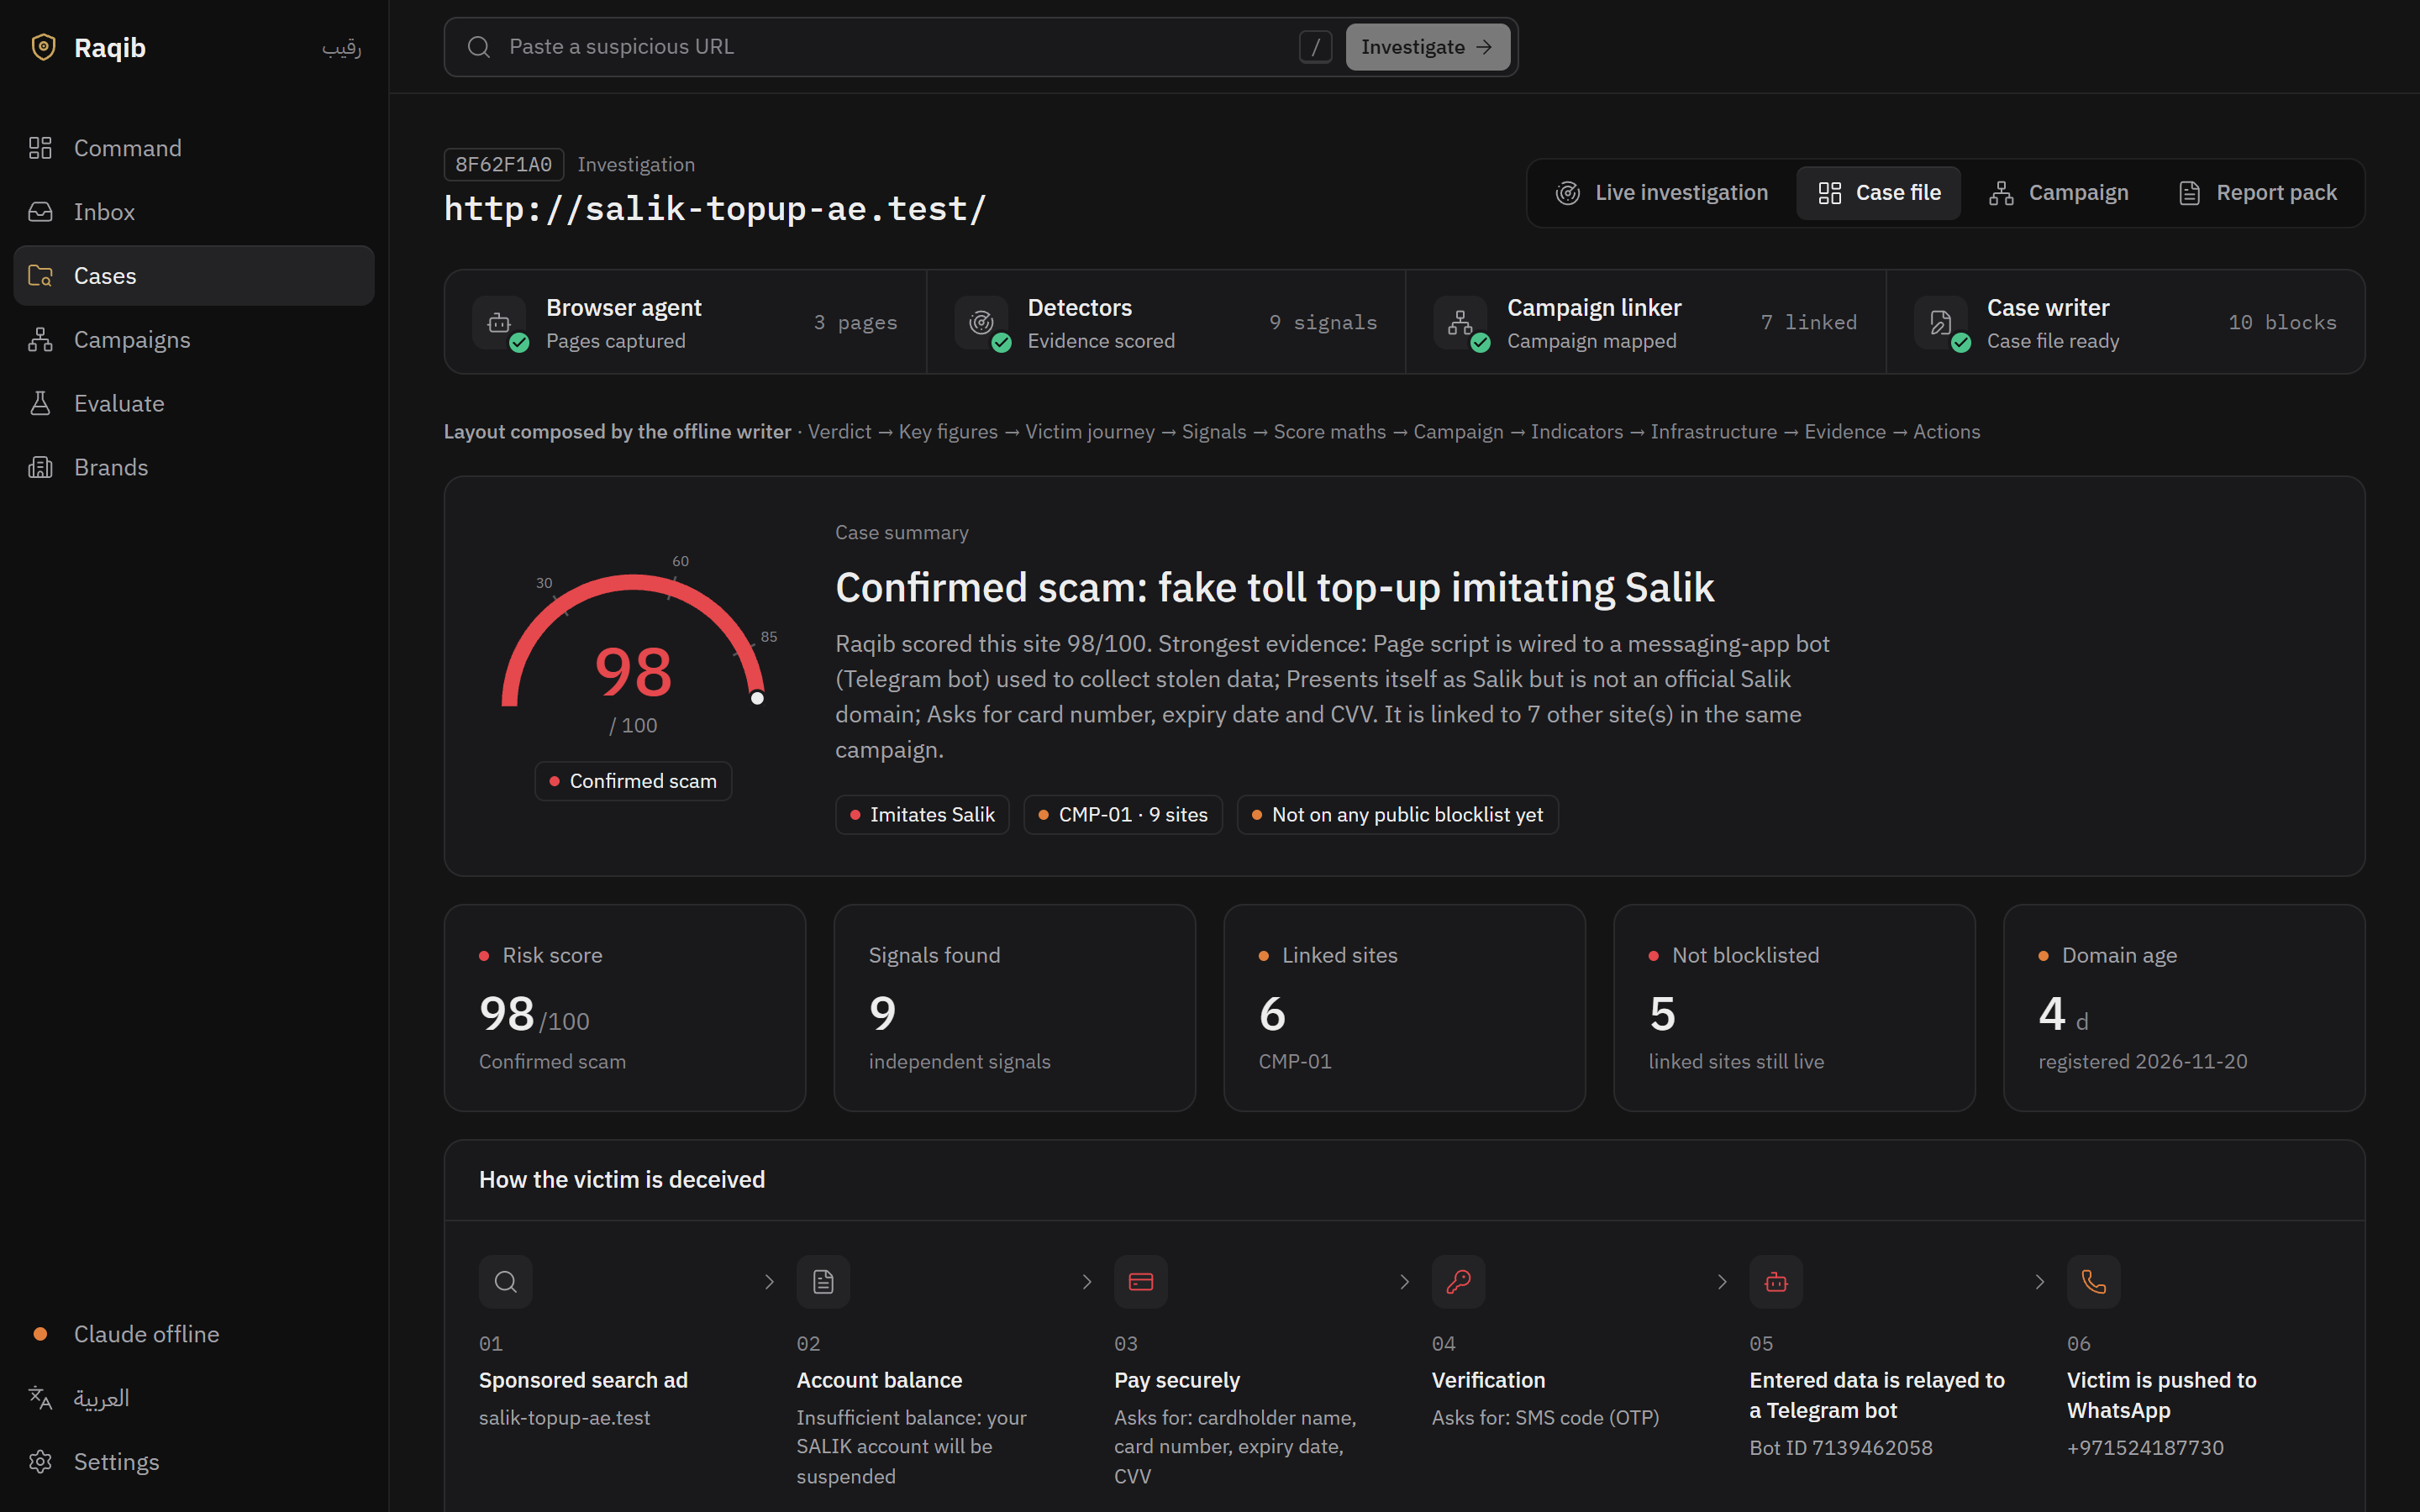 Raqib
رقيب
Command
Inbox
Cases
Campaigns
Evaluate
Brands
Claude offline
العربية
Settings
Paste a suspicious URL
/
Investigate →
8F62F1A0 Investigation
http://salik-topup-ae.test/
Live investigation
Case file
Campaign
Report pack
Browser agent
Pages captured
3 pages
Detectors
Evidence scored
9 signals
Campaign linker
Campaign mapped
7 linked
Case writer
Case file ready
10 blocks
Layout composed by the offline writer · Verdict → Key figures → Victim journey → Signals → Score maths → Campaign → Indicators → Infrastructure → Evidence → Actions
30
60
85
98
/ 100
Confirmed scam
Case summary
Confirmed scam: fake toll top-up imitating Salik
Raqib scored this site 98/100. Strongest evidence: Page script is wired to a messaging-app bot
(Telegram bot) used to collect stolen data; Presents itself as Salik but is not an official Salik
domain; Asks for card number, expiry date and CVV. It is linked to 7 other site(s) in the same
campaign.
Imitates Salik
CMP-01 · 9 sites
Not on any public blocklist yet
Risk score
98 /100
Confirmed scam
Signals found
9
independent signals
Linked sites
6
CMP-01
Not blocklisted
5
linked sites still live
Domain age
4 d
registered 2026-11-20
How the victim is deceived
01
Sponsored search ad
salik-topup-ae.test
02
Account balance
Insufficient balance: your
SALIK account will be
suspended
03
Pay securely
Asks for: cardholder name,
card number, expiry date,
CVV
04
Verification
Asks for: SMS code (OTP)
05
Entered data is relayed to
a Telegram bot
Bot ID 7139462058
06
Victim is pushed to
WhatsApp
+971524187730